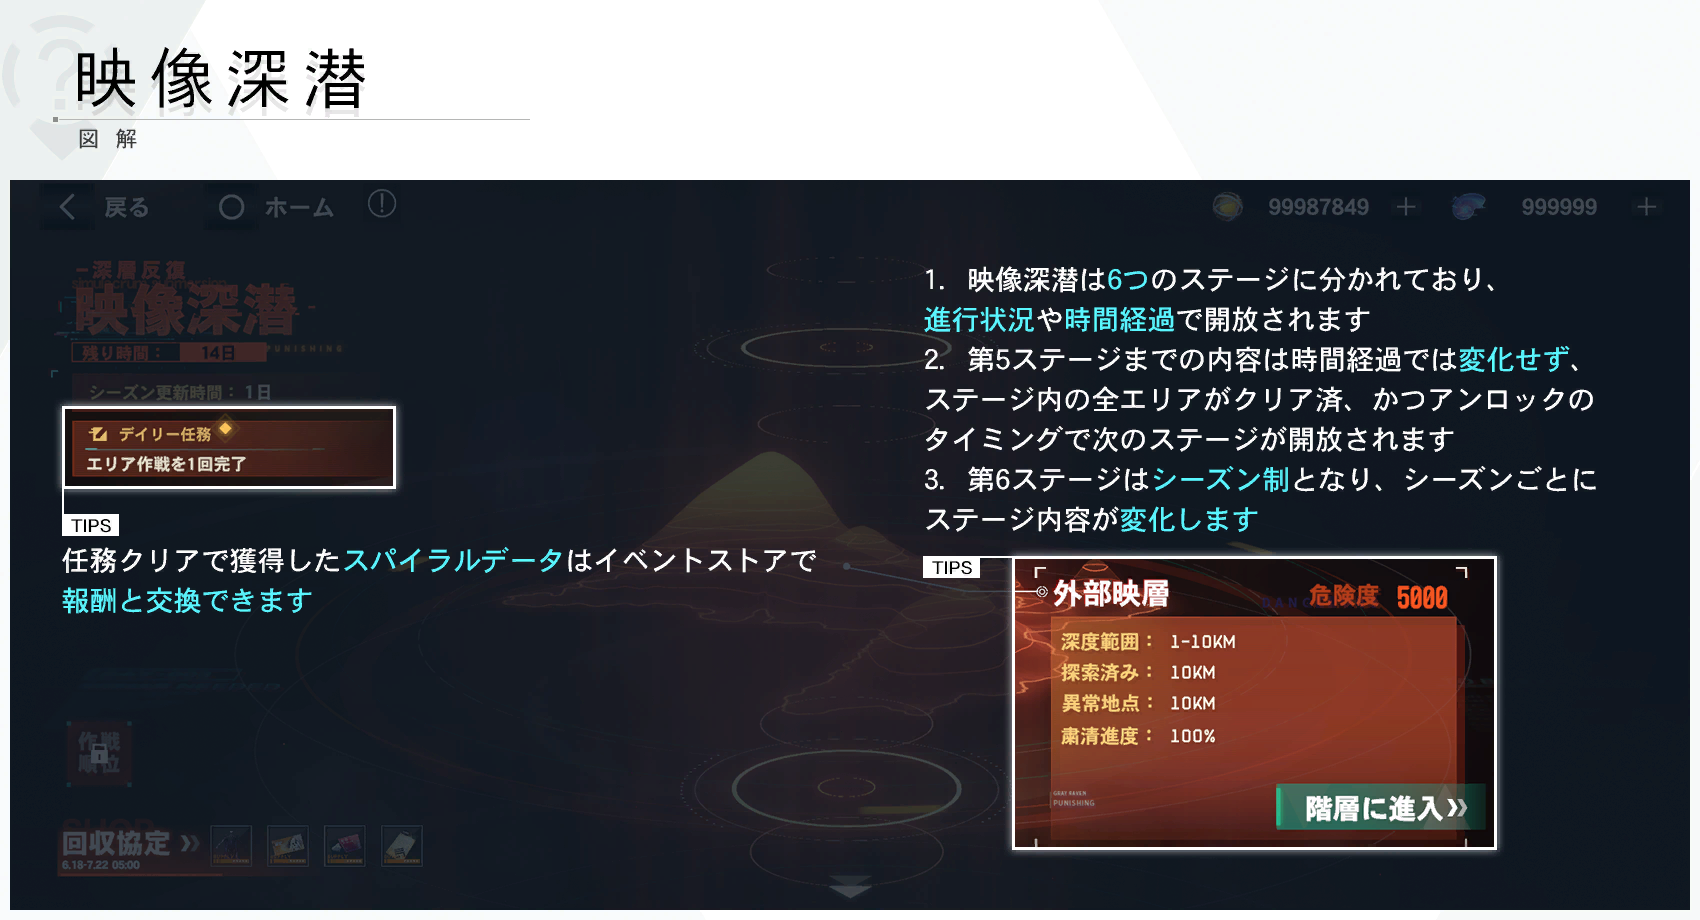 映像深潜
図解
戻る
ホーム
99987849
999999
深層反復
映像深潜
残り時間： 14日
PUNISHING
シーズン更新時間： 1日
デイリー任務
エリア作戦を1回完了
TIPS
任務クリアで獲得したスパイラルデータはイベントストアで
報酬と交換できます
作戦
順位
回収協定
6.18-7.22 05:00
1. 映像深潜は6つのステージに分かれており、
進行状況や時間経過で開放されます
2. 第5ステージまでの内容は時間経過では変化せず、
ステージ内の全エリアがクリア済、かつアンロックの
タイミングで次のステージが開放されます
3. 第6ステージはシーズン制となり、シーズンごとに
ステージ内容が変化します
TIPS
外部映層
危険度 5000
深度範囲： 1-10KM
探索済み： 10KM
異常地点： 10KM
粛清進度： 100%
GRAY RAVEN
PUNISHING
階層に進入